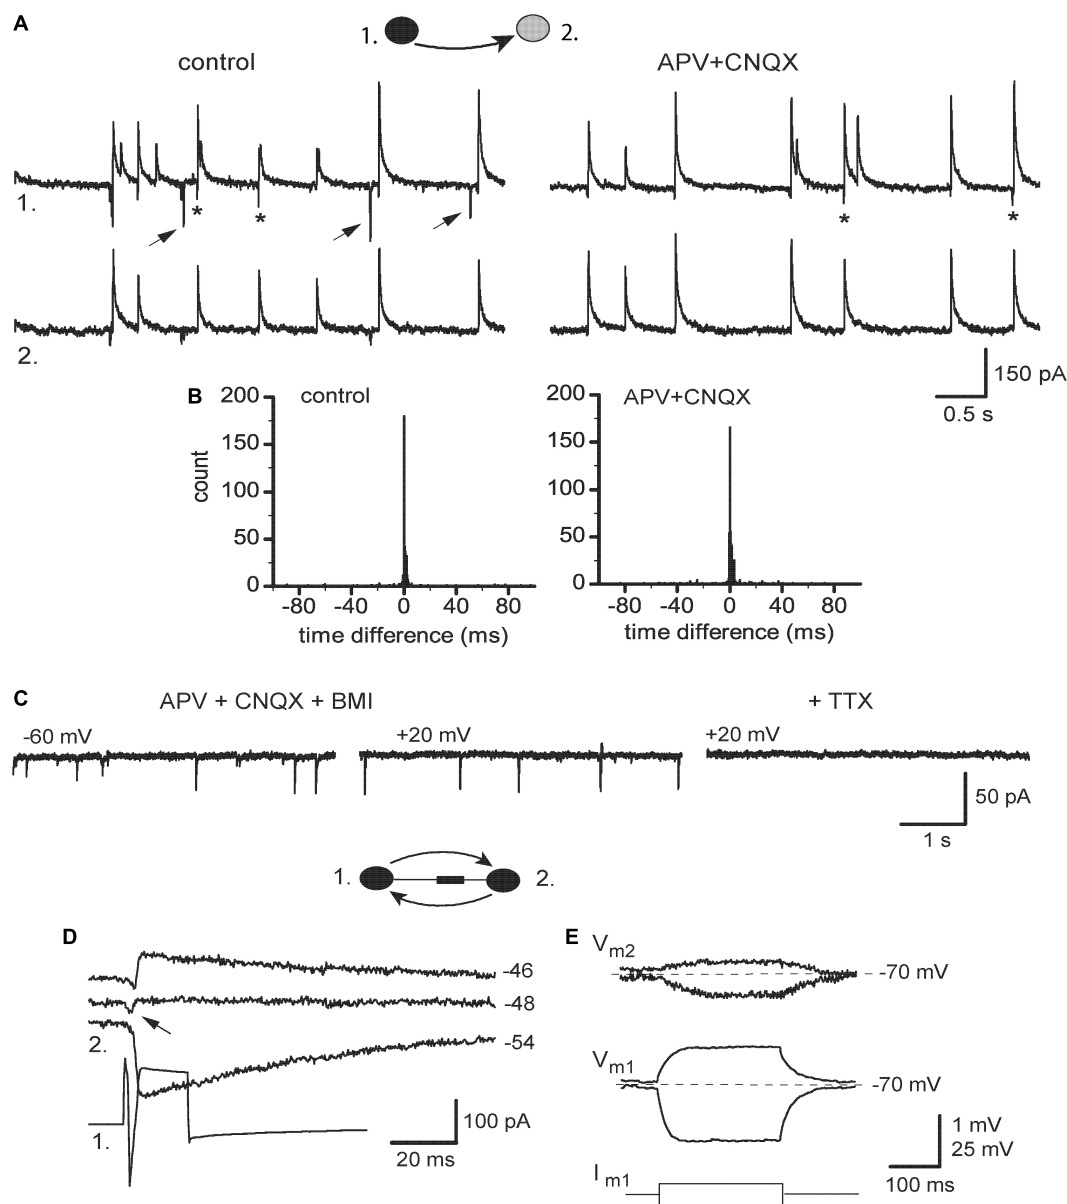 A
1. 2.
control APV+CNQX
1.
* * * *
2.
150 pA
0.5 s
B
control APV+CNQX
200 200
150 150
100 100
50 50
0 0
count
-80 -40 0 40 80 -80 -40 0 40 80
time difference (ms) time difference (ms)
C
APV + CNQX + BMI + TTX
-60 mV +20 mV +20 mV
50 pA
1 s
1. 2.
D
-46
-48
2. -54
1.
100 pA
20 ms
E
Vm2
-70 mV
Vm1
-70 mV
1 mV
25 mV
Im1
100 ms